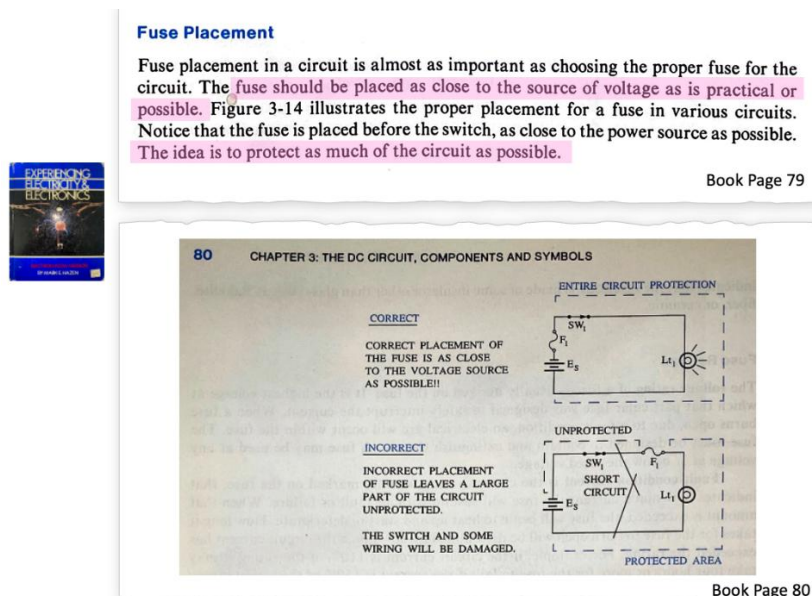 Fuse Placement
Fuse placement in a circuit is almost as important as choosing the proper fuse for the
circuit. The fuse should be placed as close to the source of voltage as is practical or
possible. Figure 3-14 illustrates the proper placement for a fuse in various circuits.
Notice that the fuse is placed before the switch, as close to the power source as possible.
The idea is to protect as much of the circuit as possible.
Book Page 79
EXPERIENCING
ELECTRICITY &
ELECTRONICS
BY MARK E. HAZEN
80 CHAPTER 3: THE DC CIRCUIT, COMPONENTS AND SYMBOLS
ENTIRE CIRCUIT PROTECTION
CORRECT
CORRECT PLACEMENT OF
THE FUSE IS AS CLOSE
TO THE VOLTAGE SOURCE
AS POSSIBLE!!
SW1
F1
ES
Lt1
UNPROTECTED
INCORRECT
INCORRECT PLACEMENT
OF FUSE LEAVES A LARGE
PART OF THE CIRCUIT
UNPROTECTED.
THE SWITCH AND SOME
WIRING WILL BE DAMAGED.
SW1
F1
SHORT
CIRCUIT
ES
Lt1
PROTECTED AREA
Book Page 80